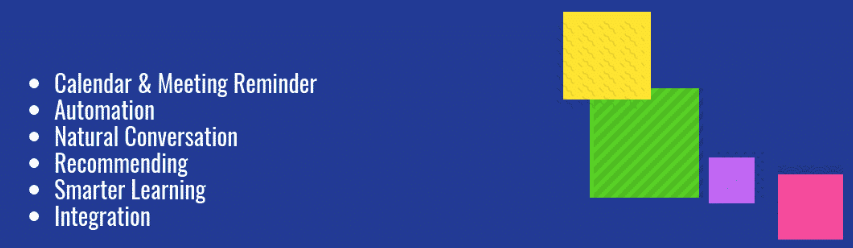 • Calendar & Meeting Reminder
• Automation
• Natural Conversation
• Recommending
• Smarter Learning
• Integration